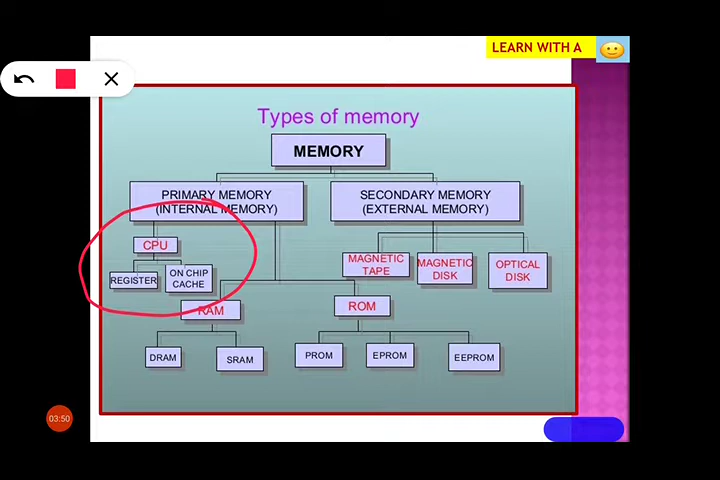 LEARN WITH A
Types of memory
MEMORY
PRIMARY MEMORY
(INTERNAL MEMORY)
SECONDARY MEMORY
(EXTERNAL MEMORY)
CPU
REGISTER
ON CHIP
CACHE
MAGNETIC
TAPE
MAGNETIC
DISK
OPTICAL
DISK
RAM
ROM
DRAM
SRAM
PROM
EPROM
EEPROM
03:50